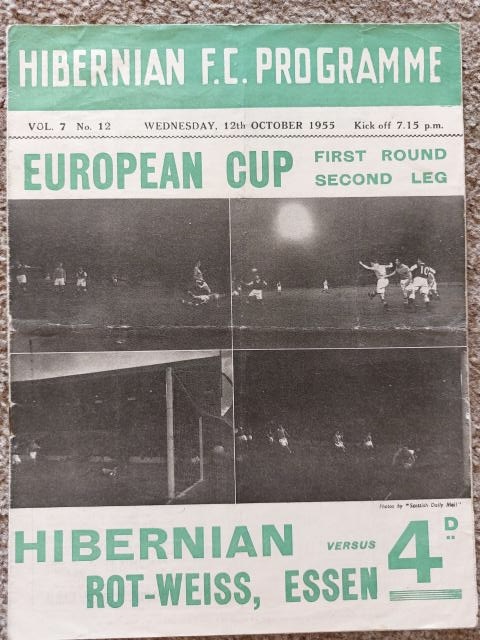 HIBERNIAN F.C. PROGRAMME
VOL. 7 No. 12 WEDNESDAY, 12th OCTOBER 1955 Kick off 7.15 p.m.
EUROPEAN CUP FIRST ROUND
SECOND LEG
10
Photos by "Scottish Daily Mail"
HIBERNIAN VERSUS 4D
ROT-WEISS, ESSEN